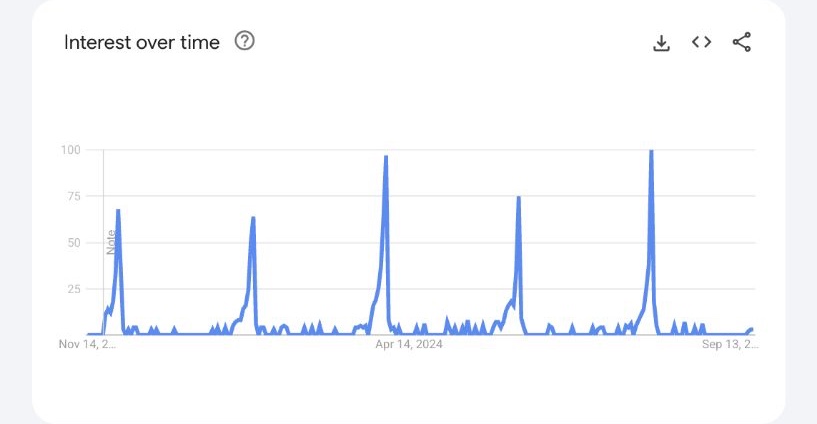 Interest over time ?
100
75
Note
50
25
Nov 14, 2... Apr 14, 2024 Sep 13, 2...